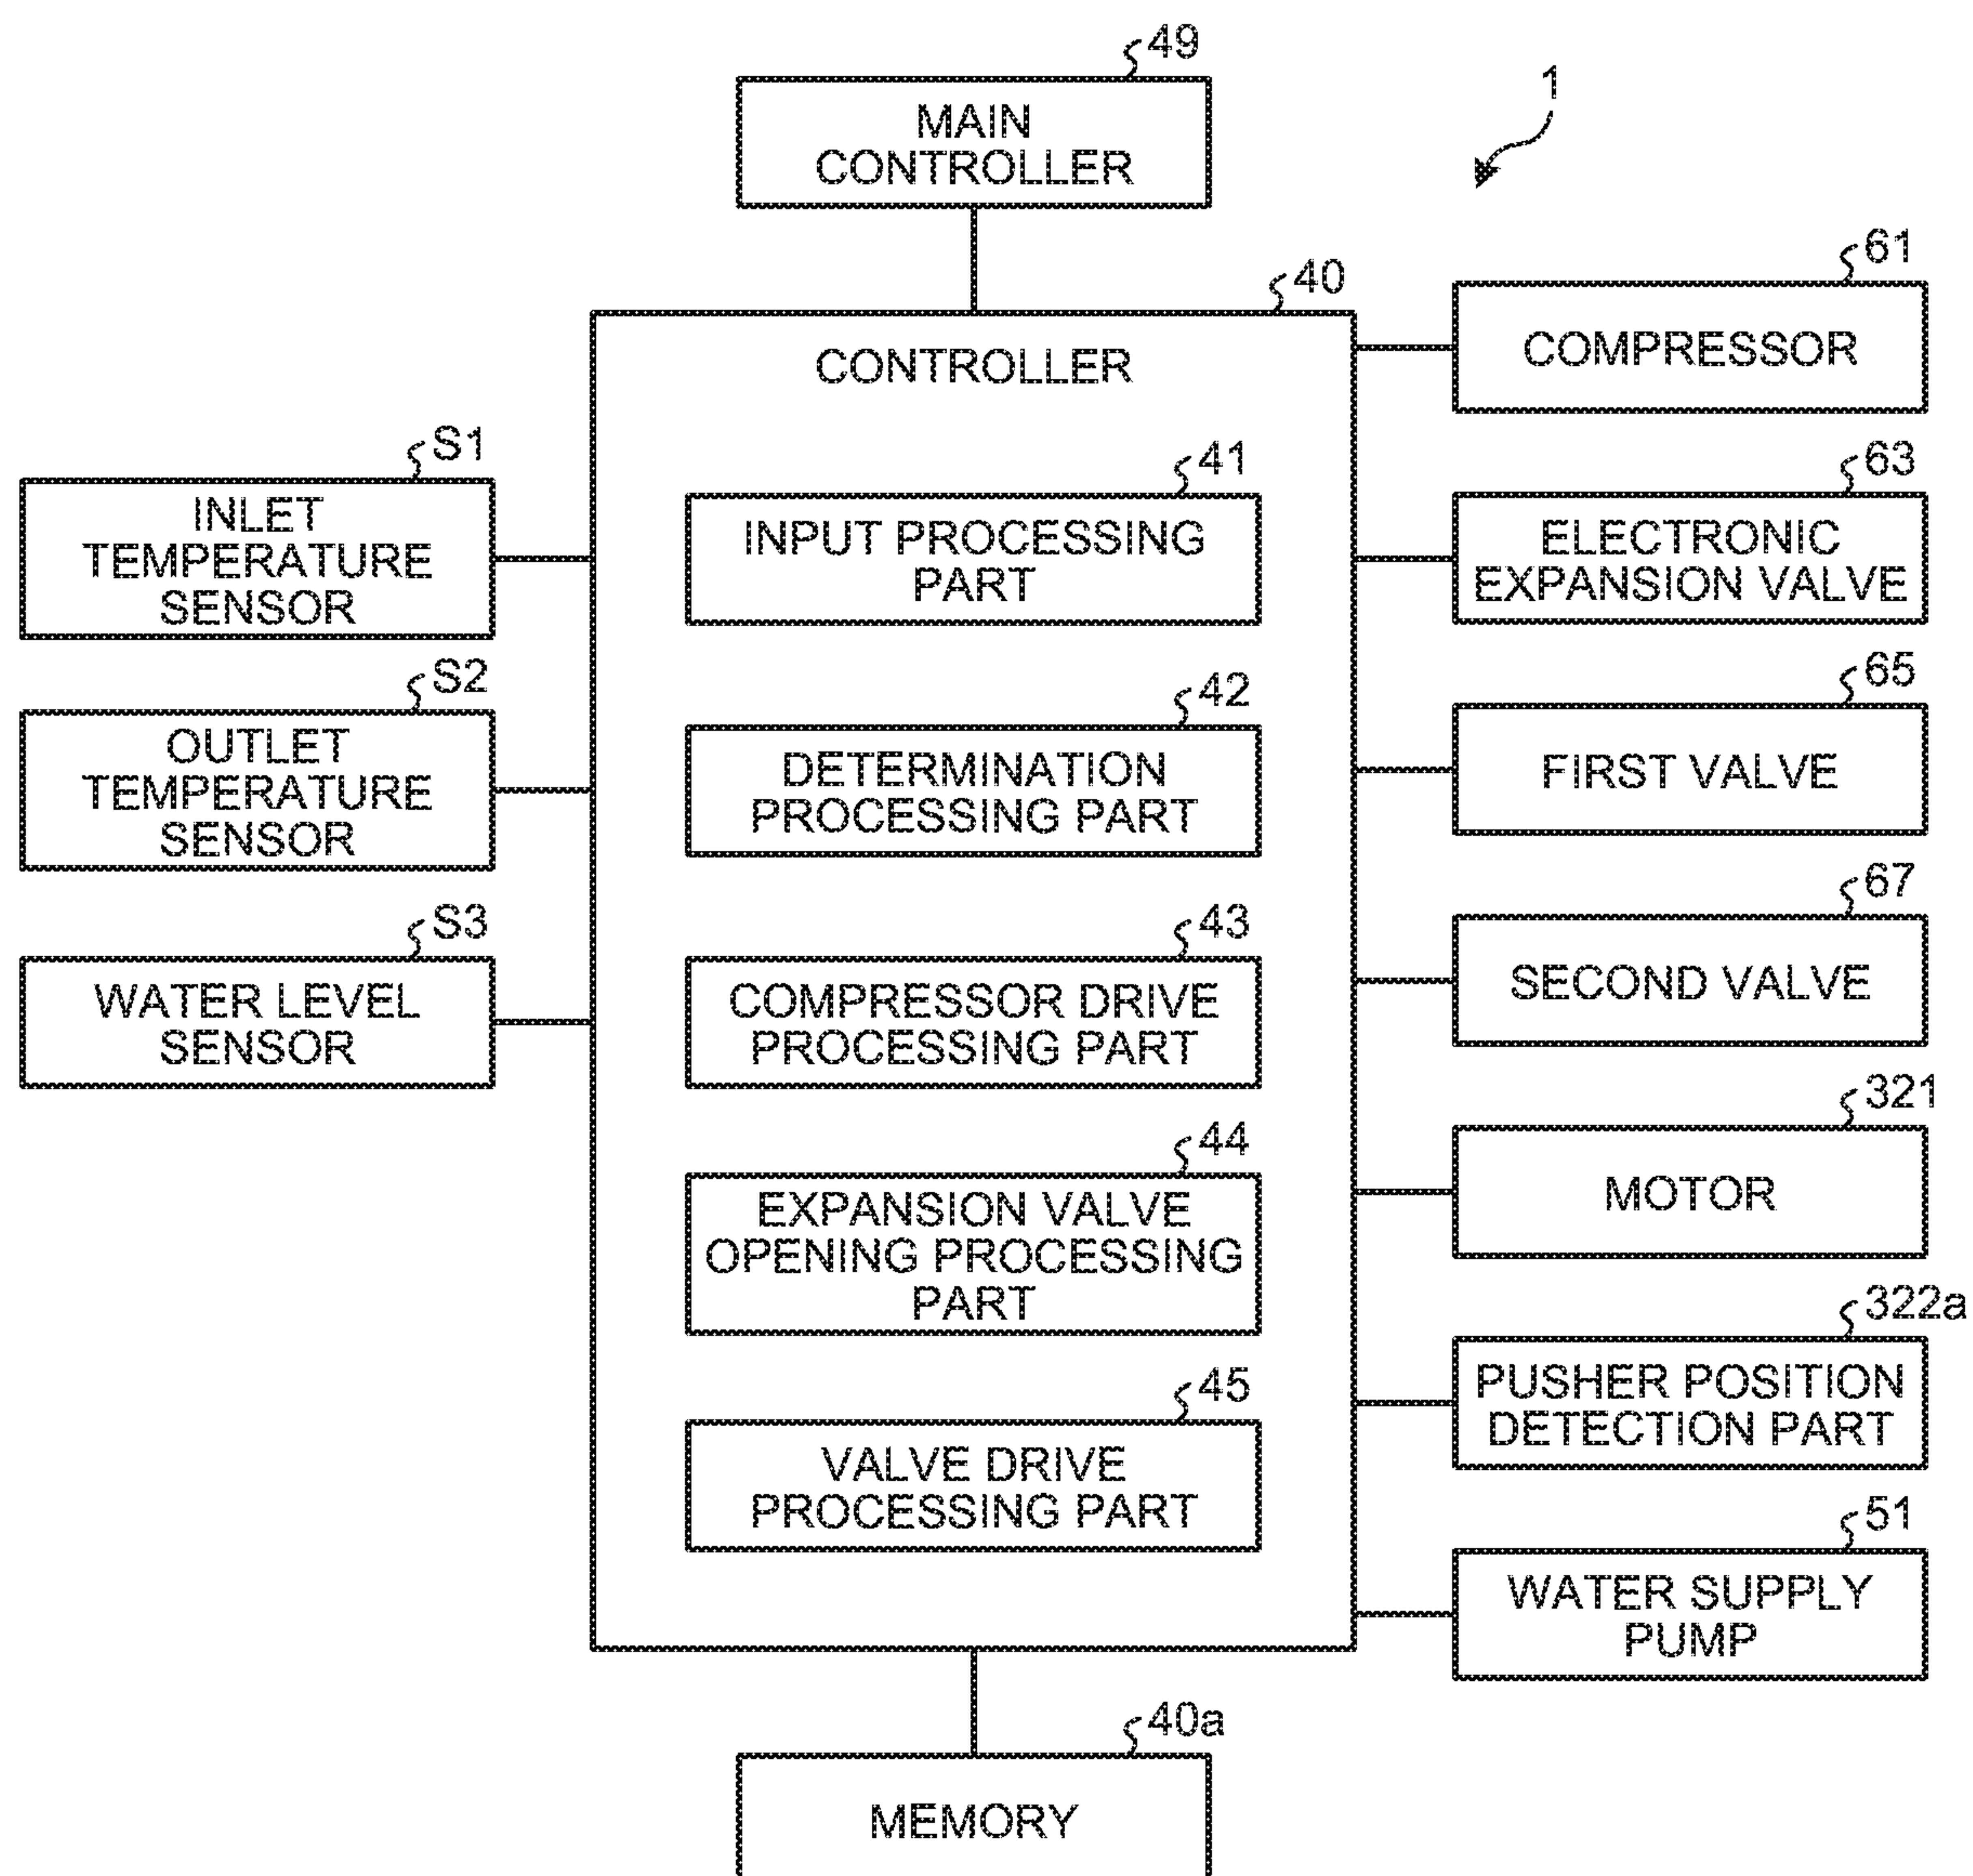 49
MAIN
CONTROLLER
1
40
CONTROLLER
S1
INLET
TEMPERATURE
SENSOR
S2
OUTLET
TEMPERATURE
SENSOR
S3
WATER LEVEL
SENSOR
41
INPUT PROCESSING
PART
42
DETERMINATION
PROCESSING PART
43
COMPRESSOR DRIVE
PROCESSING PART
44
EXPANSION VALVE
OPENING PROCESSING
PART
45
VALVE DRIVE
PROCESSING PART
61
COMPRESSOR
63
ELECTRONIC
EXPANSION VALVE
65
FIRST VALVE
67
SECOND VALVE
321
MOTOR
322a
PUSHER POSITION
DETECTION PART
51
WATER SUPPLY
PUMP
40a
MEMORY